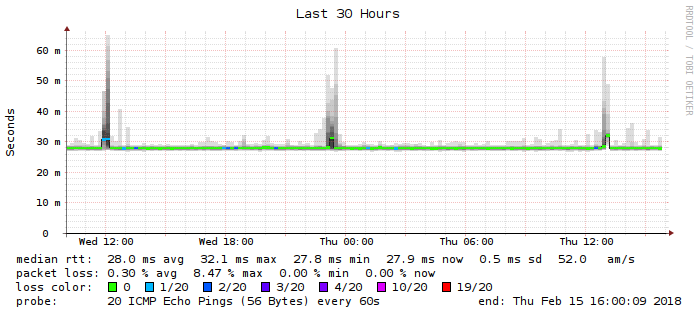 Last 30 Hours
RRDTOOL / TOBI OETIKER
Seconds
60 m
50 m
40 m
30 m
20 m
10 m
0
Wed 12:00 Wed 18:00 Thu 00:00 Thu 06:00 Thu 12:00
median rtt: 28.0 ms avg 32.1 ms max 27.8 ms min 27.9 ms now 0.5 ms sd 52.0 am/s
packet loss: 0.30 % avg 8.47 % max 0.00 % min 0.00 % now
loss color: 0 1/20 2/20 3/20 4/20 10/20 19/20
probe: 20 ICMP Echo Pings (56 Bytes) every 60s end: Thu Feb 15 16:00:09 2018